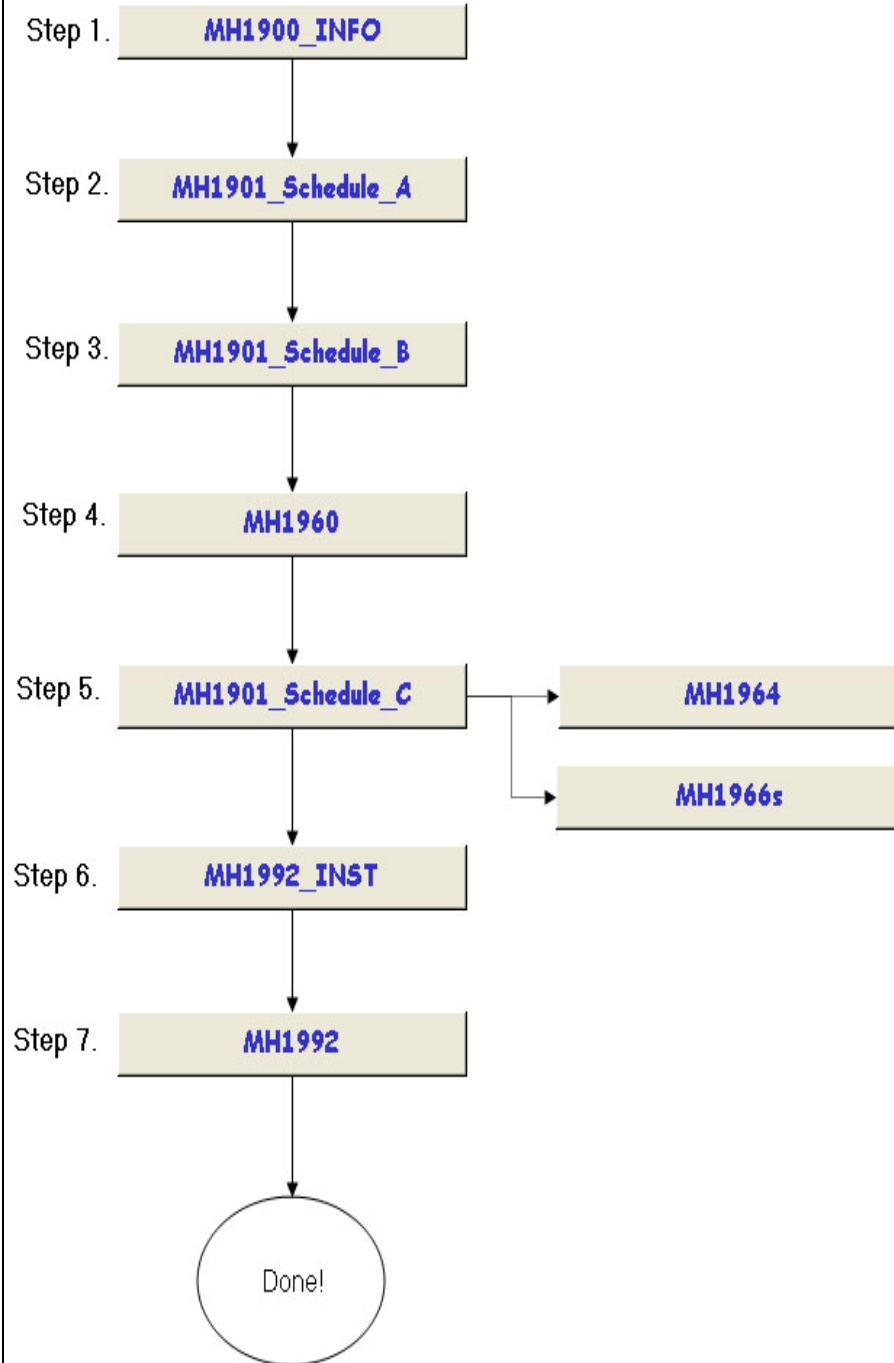 Step 1. MH1900_INFO
Step 2. MH1901_Schedule_A
Step 3. MH1901_Schedule_B
Step 4. MH1960
Step 5. MH1901_Schedule_C MH1964
MH1966s
Step 6. MH1992_INST
Step 7. MH1992
Done!